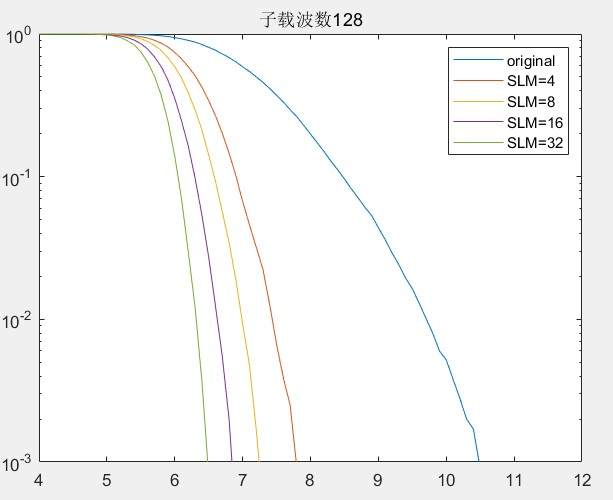 子载波数128
10^0
10^-1
10^-2
10^-3
original
SLM=4
SLM=8
SLM=16
SLM=32
4 5 6 7 8 9 10 11 12